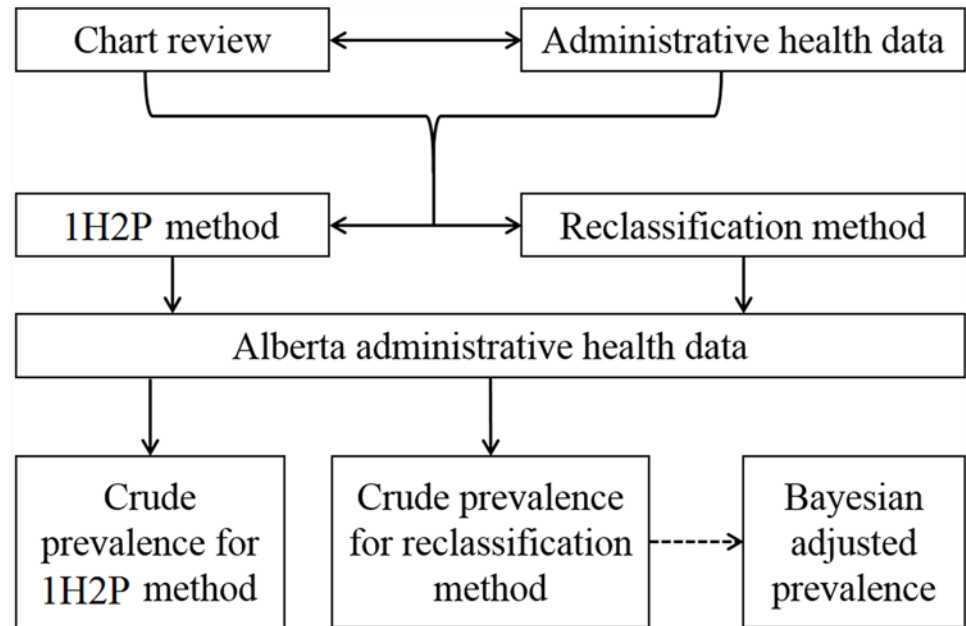 Chart review
Administrative health data
1H2P method
Reclassification method
Alberta administrative health data
Crude
prevalence for
1H2P method
Crude prevalence
for reclassification
method
Bayesian
adjusted
prevalence